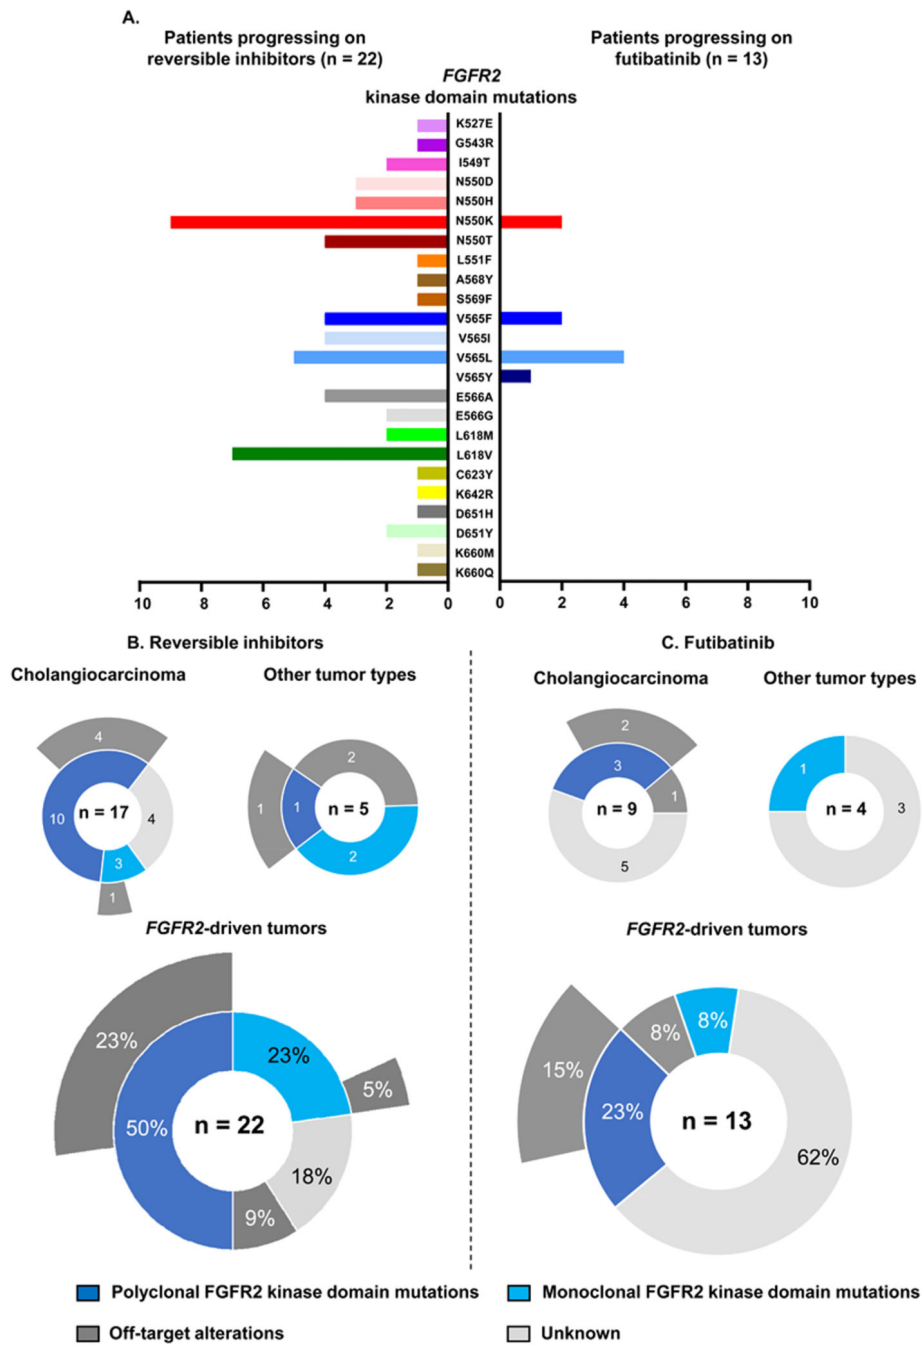 A.
Patients progressing on
reversible inhibitors (n = 22)
Patients progressing on
futibatinib (n = 13)
FGFR2
kinase domain mutations
K527E
G543R
I549T
N550D
N550H
N550K
N550T
L551F
A568Y
S569F
V565F
V565I
V565L
V565Y
E566A
E566G
L618M
L618V
C623Y
K642R
D651H
D651Y
K660M
K660Q
10 8 6 4 2 0
0 2 4 6 8 10
B. Reversible inhibitors
Cholangiocarcinoma
Other tumor types
4
10
n = 17
4
3
1
2
1
1
n = 5
2
FGFR2-driven tumors
23%
23%
5%
50%
n = 22
18%
9%
C. Futibatinib
Cholangiocarcinoma
Other tumor types
2
3
1
n = 9
5
1
n = 4
3
FGFR2-driven tumors
8%
8%
15%
23%
n = 13
62%
Polyclonal FGFR2 kinase domain mutations
Monoclonal FGFR2 kinase domain mutations
Off-target alterations
Unknown